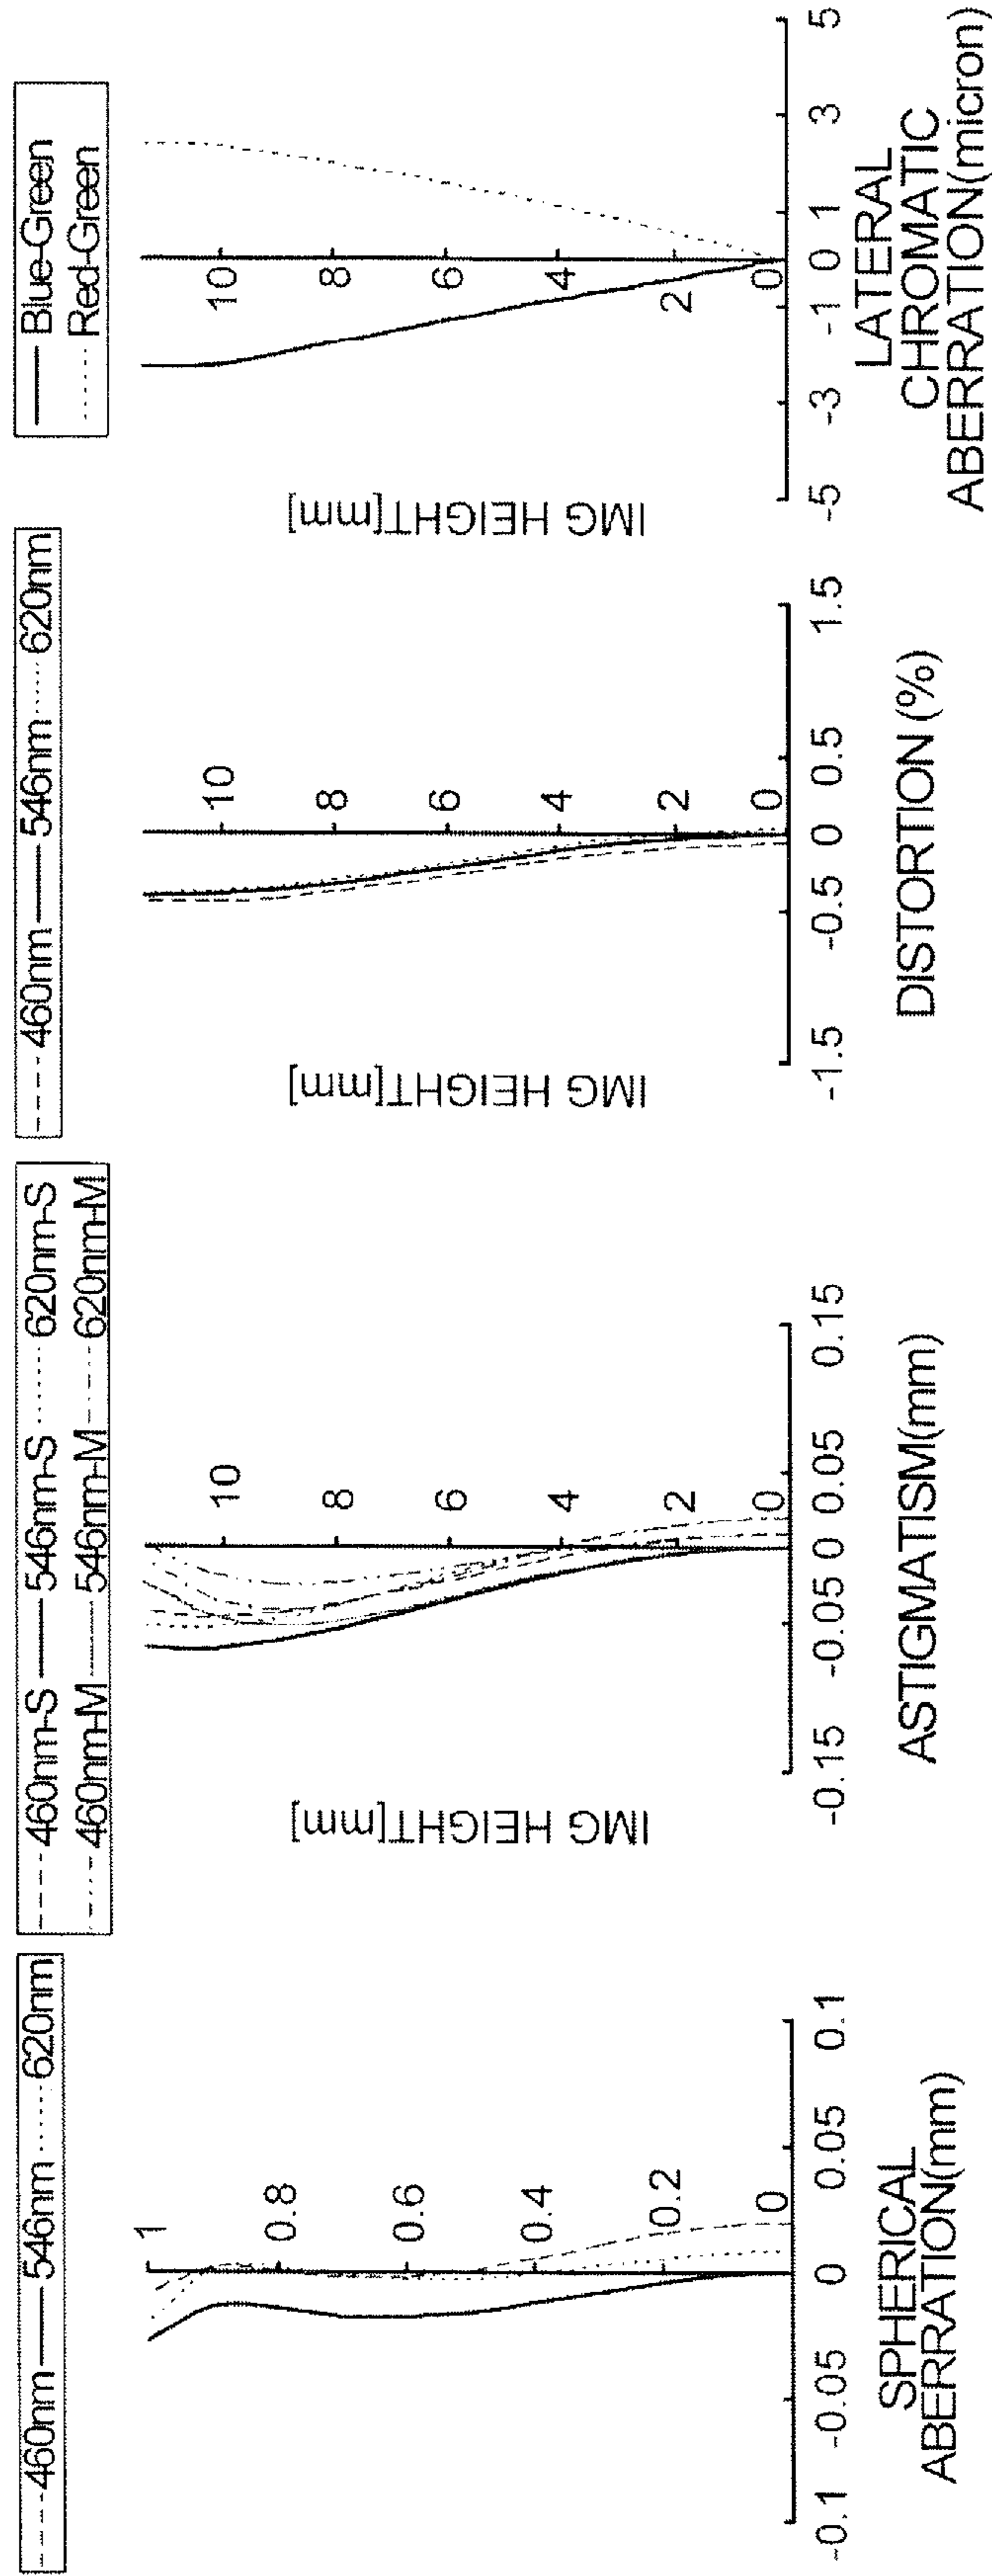 --- 460nm —— 546nm ······ 620nm
1
0.8
0.6
0.4
0.2
0
-0.1 -0.05 0 0.05 0.1
SPHERICAL
ABERRATION(mm)
--- 460nm-S —— 546nm-S ······ 620nm-S
460nm-M 546nm-M 620nm-M
IMG HEIGHT[mm]
10
8
6
4
2
0
-0.15 -0.05 0 0.05 0.15
ASTIGMATISM(mm)
--- 460nm —— 546nm ······ 620nm
IMG HEIGHT[mm]
10
8
6
4
2
0
-1.5 -0.5 0 0.5 1.5
DISTORTION (%)
—— Blue-Green
······ Red-Green
IMG HEIGHT[mm]
10
8
6
4
2
0
-5 -3 -1 0 1 3 5
LATERAL
CHROMATIC
ABERRATION(micron)